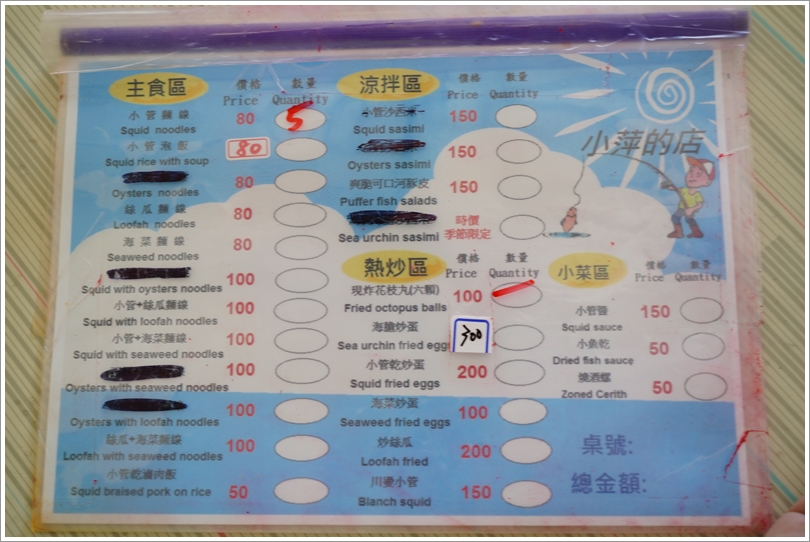 主食區 價格 數量
Price Quantity
小管麵線 80 5
Squid noodles
小管泡飯 80
Squid rice with soup
Oysters noodles 80
絲瓜麵線 80
Loofah noodles
海菜麵線 80
Seaweed noodles
Squid with oysters noodles 100
小管+絲瓜麵線 100
Squid with loofah noodles
小管+海菜麵線 100
Squid with seaweed noodles
Oysters with seaweed noodles 100
Oysters with loofah noodles 100
絲瓜+海菜麵線 100
Loofah with seaweed noodles
小管乾滷肉飯
Squid braised pork on rice 50
涼拌區 價格 數量
Price Quantity
小管沙西米 150
Squid sasimi
Oysters sasimi 150
爽脆可口河豚皮 150
Puffer fish salads
時價
季節限定
Sea urchin sasimi
熱炒區 價格 數量
Price Quantity
現炸花枝丸(六顆) 100
Fried octopus balls
海膽炒蛋 300
Sea urchin fried eggs
小管乾炒蛋 200
Squid fried eggs
海菜炒蛋 100
Seaweed fried eggs
炒絲瓜 200
Loofah fried
川燙小管 150
Blanch squid
小萍的店
小菜區 價格 數量
Price Quantity
小管醬 150
Squid sauce
小魚乾 50
Dried fish sauce
燒酒螺 50
Zoned Cerith
桌號:
總金額: